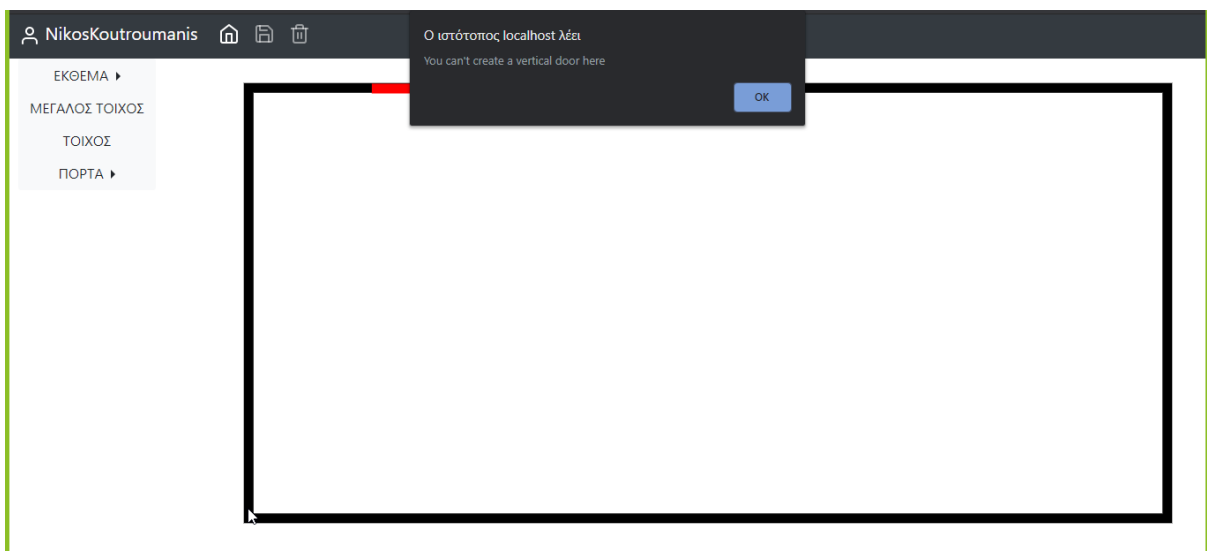 NikosKoutroumanis
Ο ιστότοπος localhost λέει
You can't create a vertical door here
OK
ΕΚΘΕΜΑ
ΜΕΓΑΛΟΣ ΤΟΙΧΟΣ
ΤΟΙΧΟΣ
ΠΟΡΤΑ